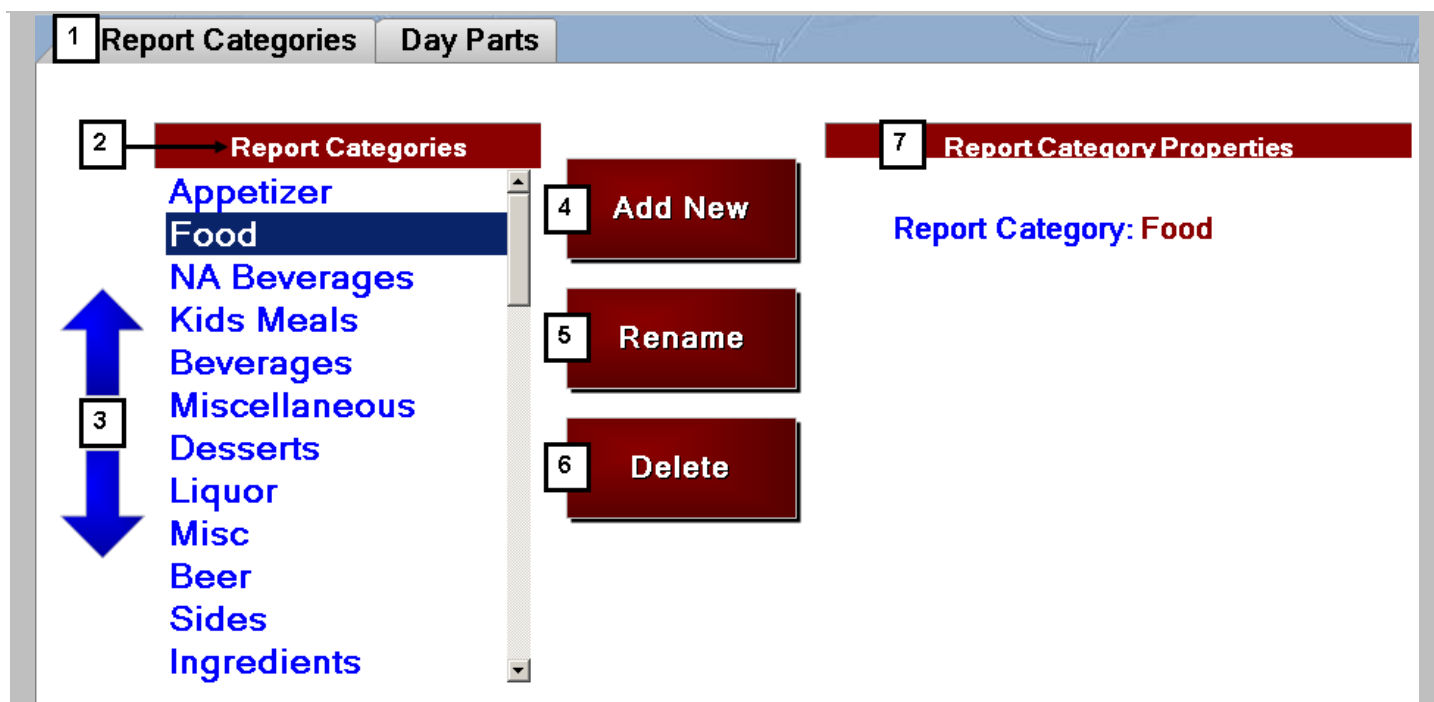 1 Report Categories Day Parts
2 Report Categories
7 Report Category Properties
Appetizer
Food
NA Beverages
Kids Meals
Beverages
3 Miscellaneous
Desserts
Liquor
Misc
Beer
Sides
Ingredients
4 Add New
5 Rename
6 Delete
Report Category: Food